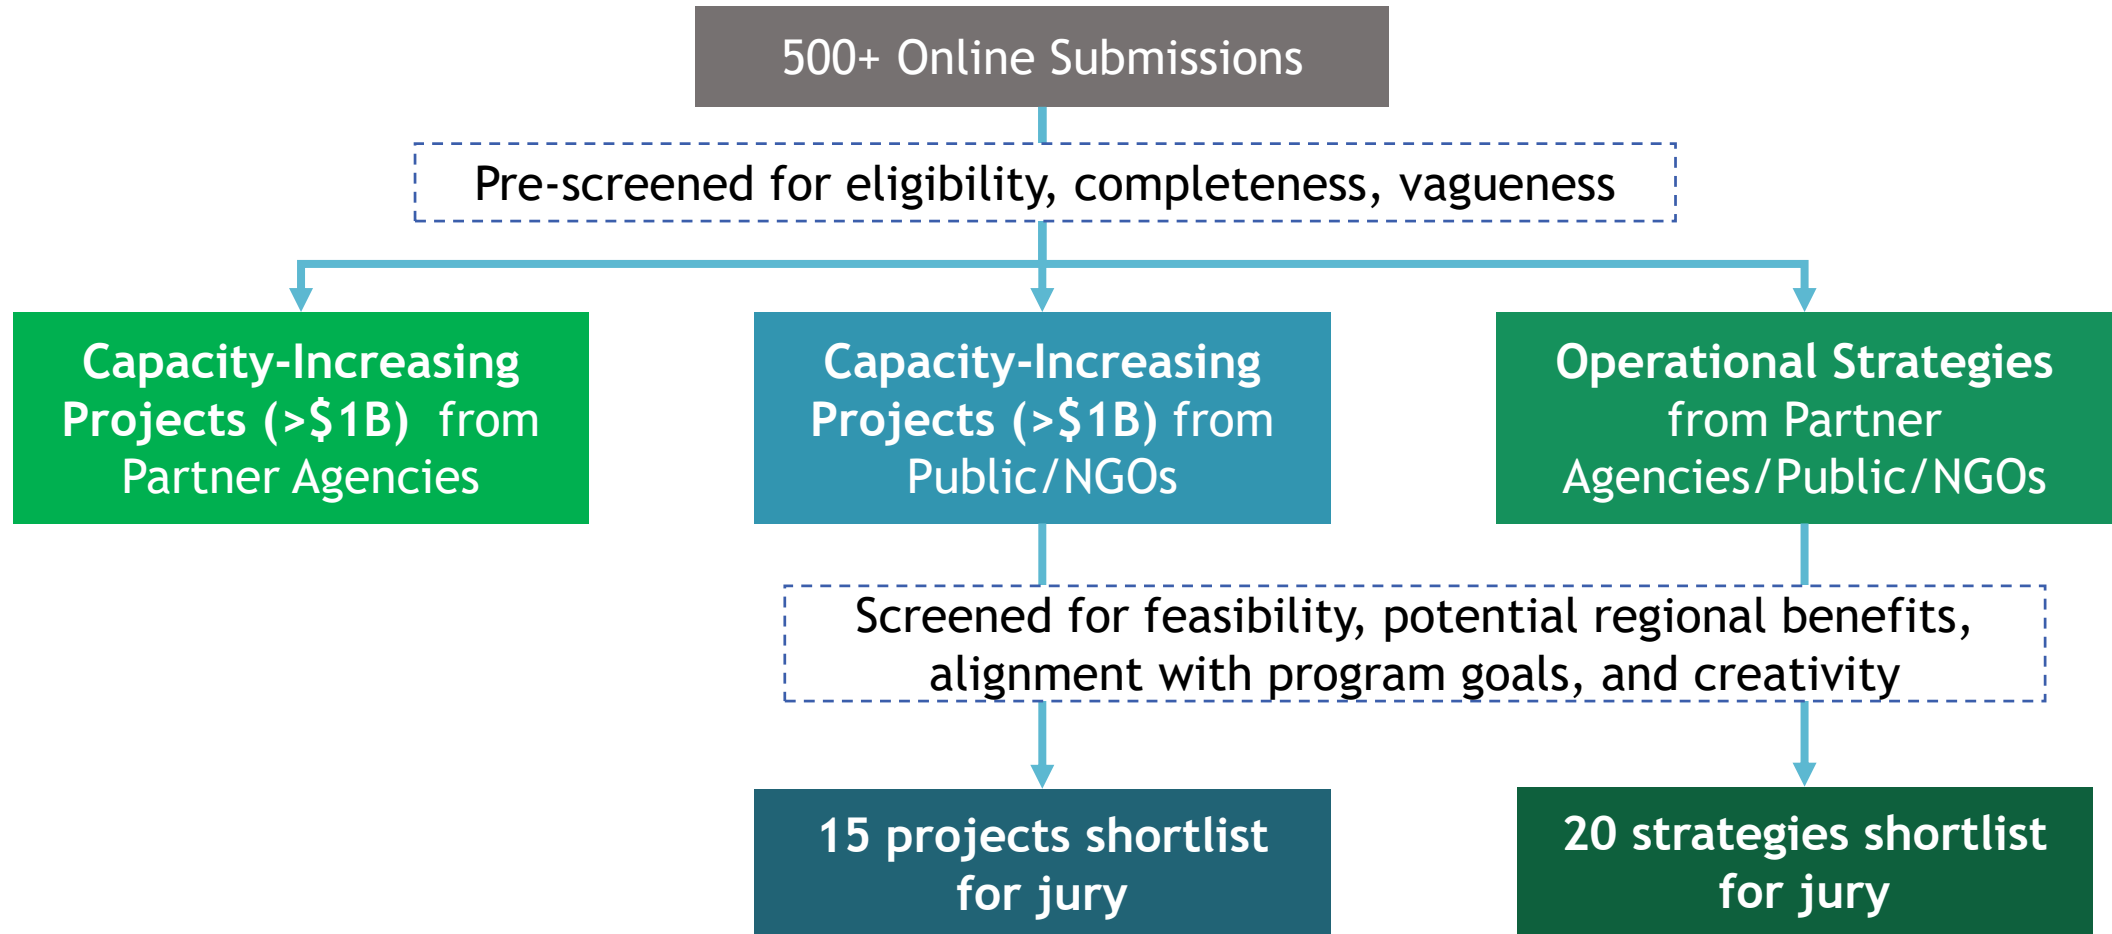 500+ Online Submissions
Pre-screened for eligibility, completeness, vagueness
Capacity-Increasing
Projects (>$1B) from
Partner Agencies
Capacity-Increasing
Projects (>$1B) from
Public/NGOs
Operational Strategies
from Partner
Agencies/Public/NGOs
Screened for feasibility, potential regional benefits,
alignment with program goals, and creativity
15 projects shortlist
for jury
20 strategies shortlist
for jury